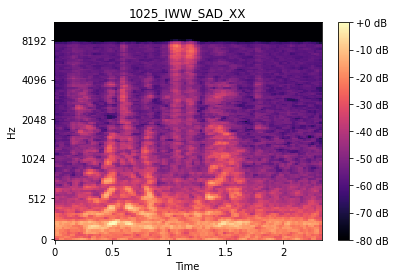 1025_IWW_SAD_XX
8192
4096
2048
1024
512
0
Hz
0
0.5
1
1.5
2
Time
+0 dB
-10 dB
-20 dB
-30 dB
-40 dB
-50 dB
-60 dB
-70 dB
-80 dB